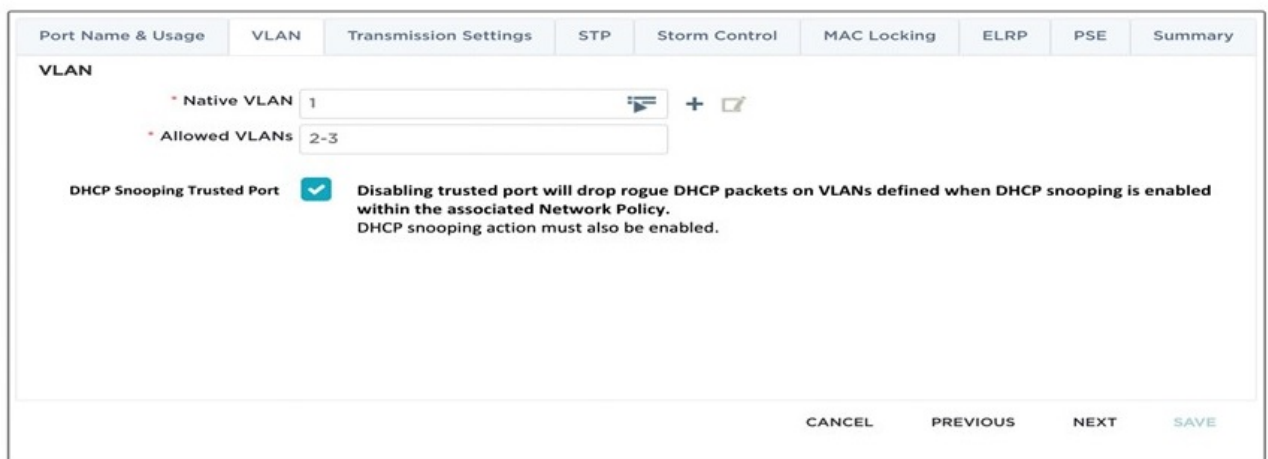 Port Name & Usage VLAN Transmission Settings STP Storm Control MAC Locking ELRP PSE Summary
VLAN
* Native VLAN 1
* Allowed VLANs 2-3
DHCP Snooping Trusted Port Disabling trusted port will drop rogue DHCP packets on VLANs defined when DHCP snooping is enabled
within the associated Network Policy.
DHCP snooping action must also be enabled.
CANCEL PREVIOUS NEXT SAVE